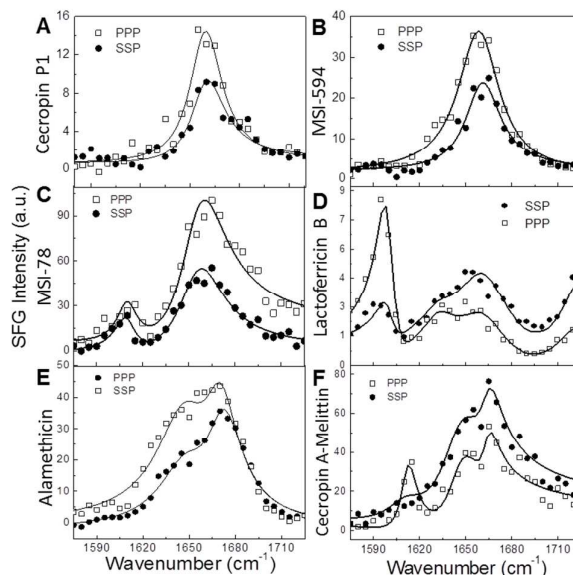 A
PPP
SSP
Cecropin P1
16
12
8
4
0
B
PPP
SSP
MSI-594
40
30
20
10
0
SFG Intensity (a.u.)
C
PPP
SSP
MSI-78
90
60
30
0
D
SSP
PPP
Lactoferricin B
9
8
6
5
3
2
0
E
PPP
SSP
Alamethicin
50
40
30
20
10
0
1590 1620 1650 1680 1710
Wavenumber (cm-1)
F
PPP
SSP
Cecropin A-Melittin
80
60
40
20
0
1590 1620 1650 1680 1710
Wavenumber (cm-1)